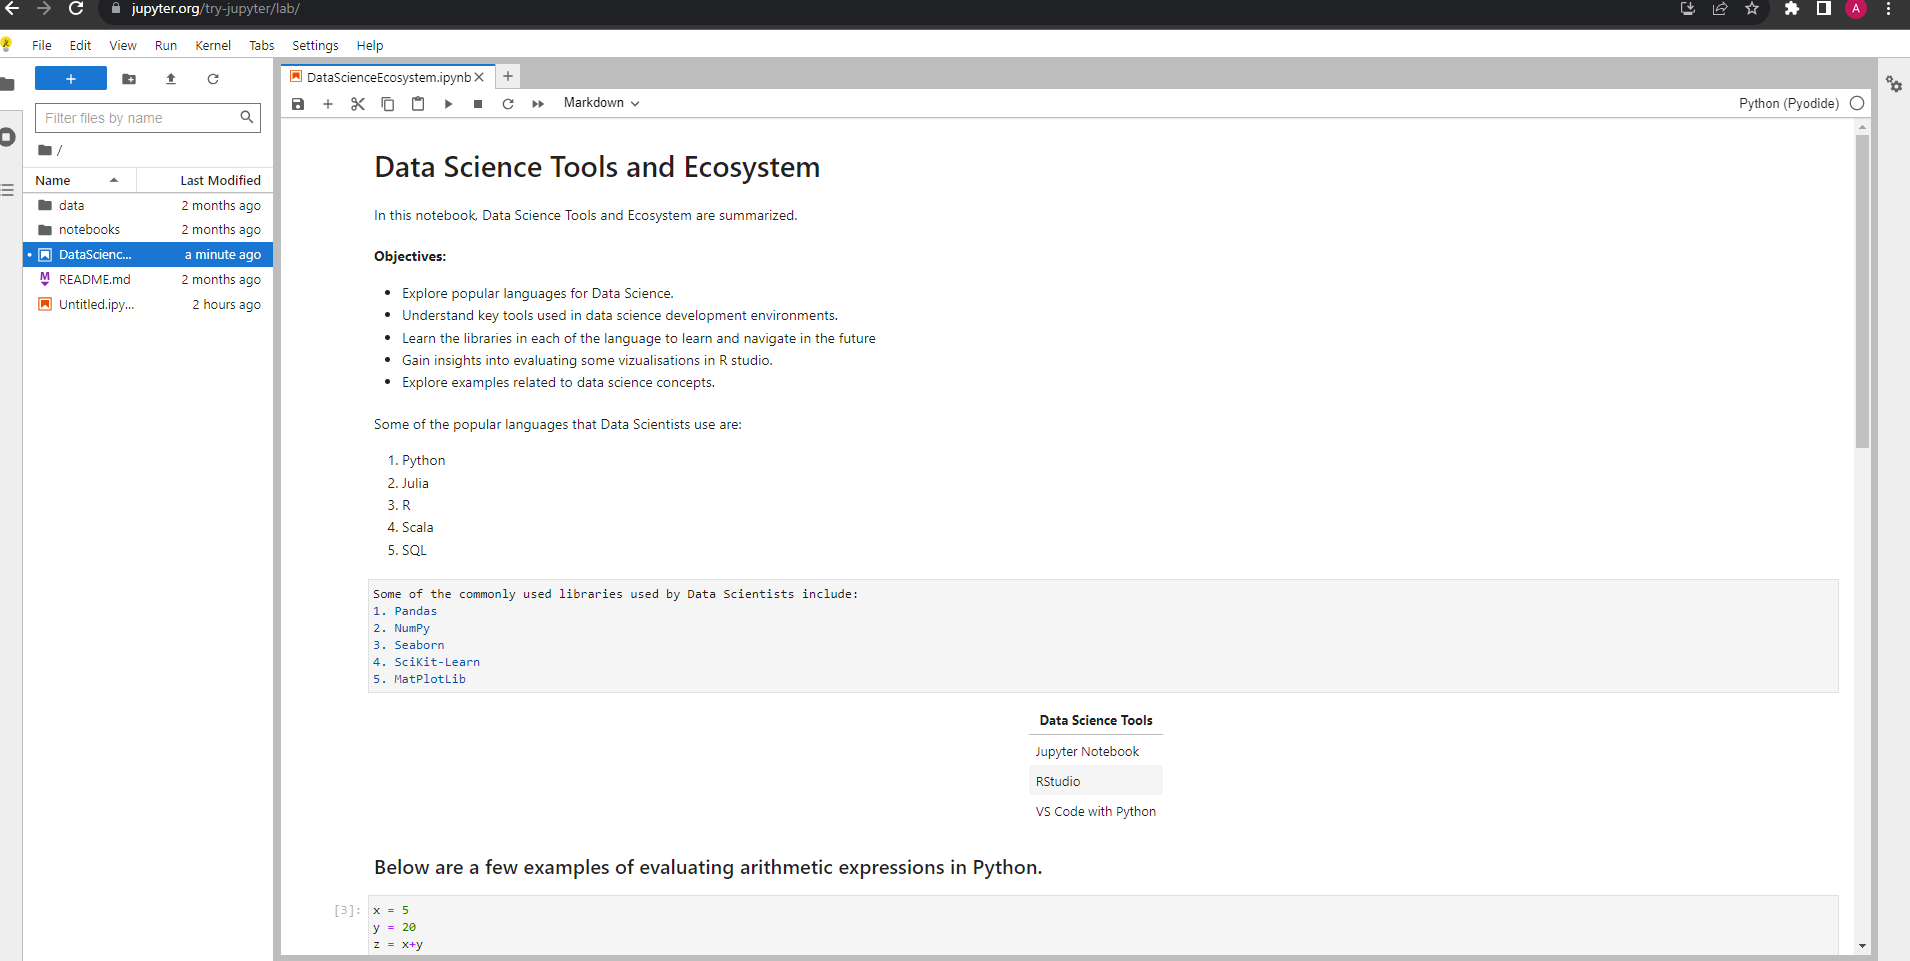 jupyter.org/try-jupyter/lab/
A
File Edit View Run Kernel Tabs Settings Help
+
DataScienceEcosystem.ipynb
Filter files by name
Markdown
Python (Pyodide)
/
Name Last Modified
data 2 months ago
notebooks 2 months ago
DataScienc... a minute ago
M README.md 2 months ago
Untitled.ipy... 2 hours ago
Data Science Tools and Ecosystem
In this notebook, Data Science Tools and Ecosystem are summarized.
Objectives:
• Explore popular languages for Data Science.
• Understand key tools used in data science development environments.
• Learn the libraries in each of the language to learn and navigate in the future
• Gain insights into evaluating some vizualisations in R studio.
• Explore examples related to data science concepts.
Some of the popular languages that Data Scientists use are:
1. Python
2. Julia
3. R
4. Scala
5. SQL
Some of the commonly used libraries used by Data Scientists include:
1. Pandas
2. NumPy
3. Seaborn
4. SciKit-Learn
5. MatPlotLib
Data Science Tools
Jupyter Notebook
RStudio
VS Code with Python
Below are a few examples of evaluating arithmetic expressions in Python.
[3]: x = 5
y = 20
z = x+y